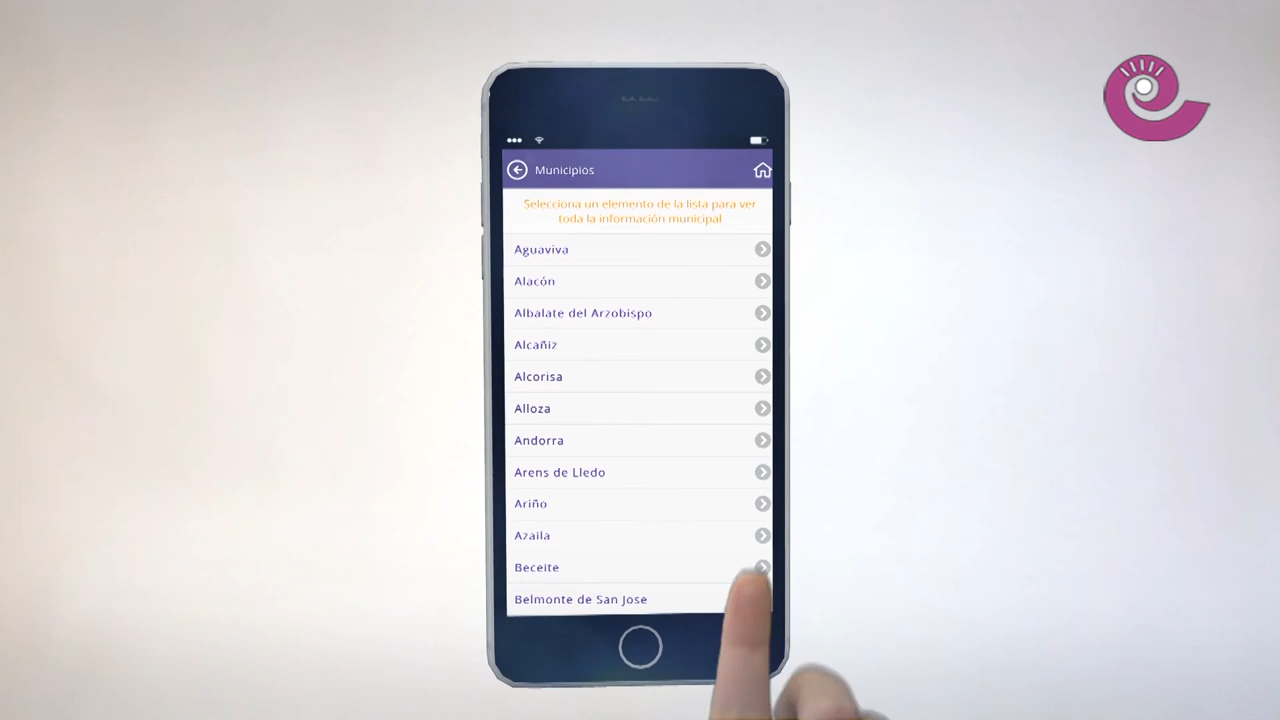 Municipios
Selecciona un elemento de la lista para ver
toda la información municipal
Aguaviva
Alacón
Albalate del Arzobispo
Alcañiz
Alcorisa
Alloza
Andorra
Arens de Lledo
Ariño
Azaila
Beceite
Belmonte de San Jose